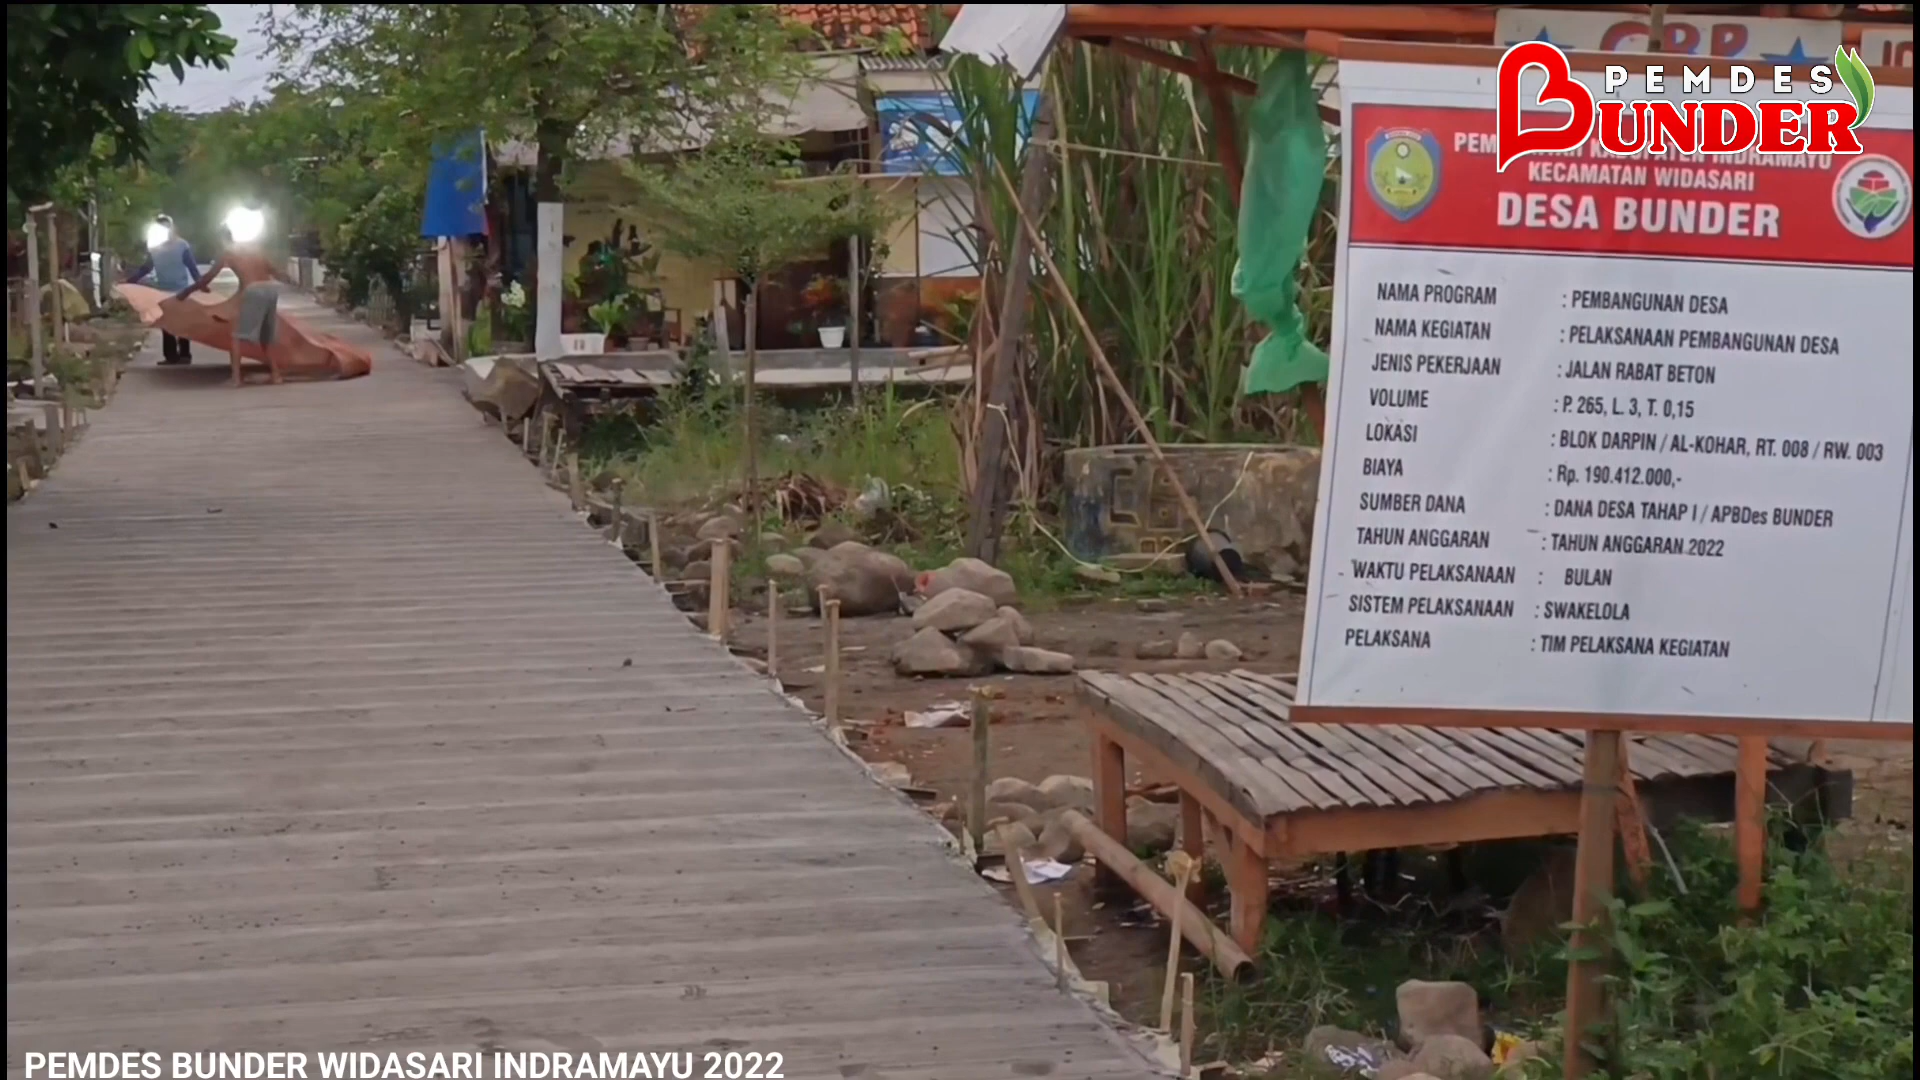 CBP
PEMDES
BUNDER
KABUPATEN INDRAMAYU
KECAMATAN WIDASARI
DESA BUNDER
NAMA PROGRAM : PEMBANGUNAN DESA
NAMA KEGIATAN : PELAKSANAAN PEMBANGUNAN DESA
JENIS PEKERJAAN : JALAN RABAT BETON
VOLUME : P. 265, L. 3, T. 0,15
LOKASI : BLOK DARPIN / AL-KOHAR, RT. 008 / RW. 003
BIAYA : Rp. 190.412.000,-
SUMBER DANA : DANA DESA TAHAP I / APBDes BUNDER
TAHUN ANGGARAN : TAHUN ANGGARAN 2022
WAKTU PELAKSANAAN : BULAN
SISTEM PELAKSANAAN : SWAKELOLA
PELAKSANA : TIM PELAKSANA KEGIATAN
PEMDES BUNDER WIDASARI INDRAMAYU 2022